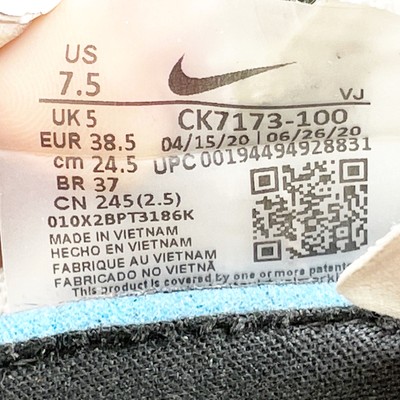 US
7.5
VJ
UK 5
CK7173-100
EUR 38.5
04/15/20 | 06/26/20
cm 24.5
UPC 00194494928831
BR 37
CN 245(2.5)
010X2BPT3186K
MADE IN VIETNAM
HECHO EN VIETNAM
FABRIQUE AU VIETNAM
FABRICADO NO VIETNÃ
This product is covered by one or more patents